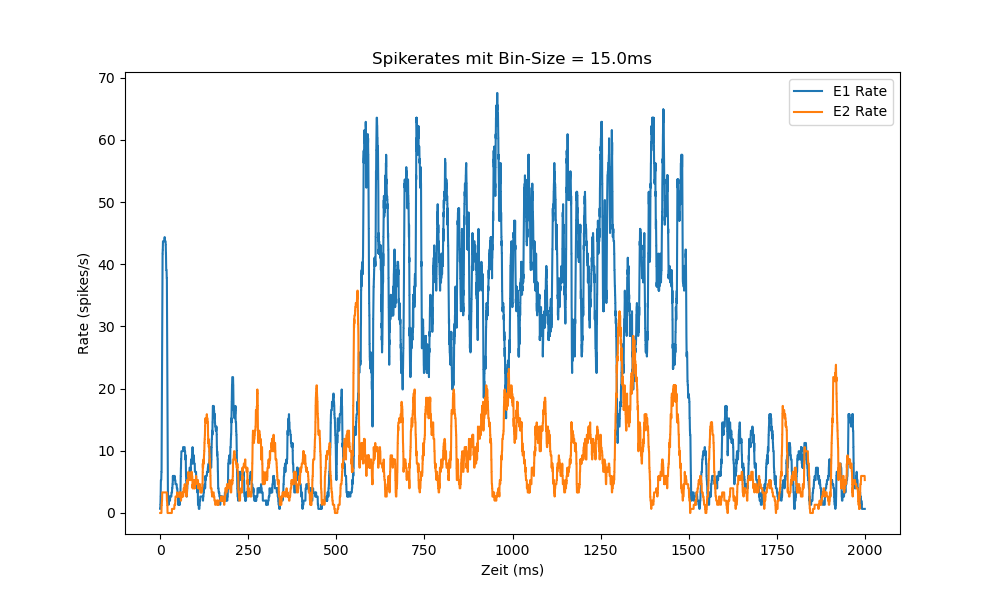 Spikerates mit Bin-Size = 15.0ms
E1 Rate
E2 Rate
Rate (spikes/s)
70
60
50
40
30
20
10
0
0 250 500 750 1000 1250 1500 1750 2000
Zeit (ms)